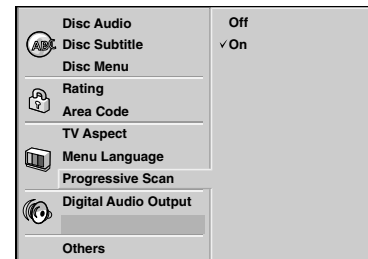 Disc Audio
Off
ABC
Disc Subtitle
✓ On
Disc Menu
Rating
Area Code
TV Aspect
Menu Language
Progressive Scan
Digital Audio Output
Others